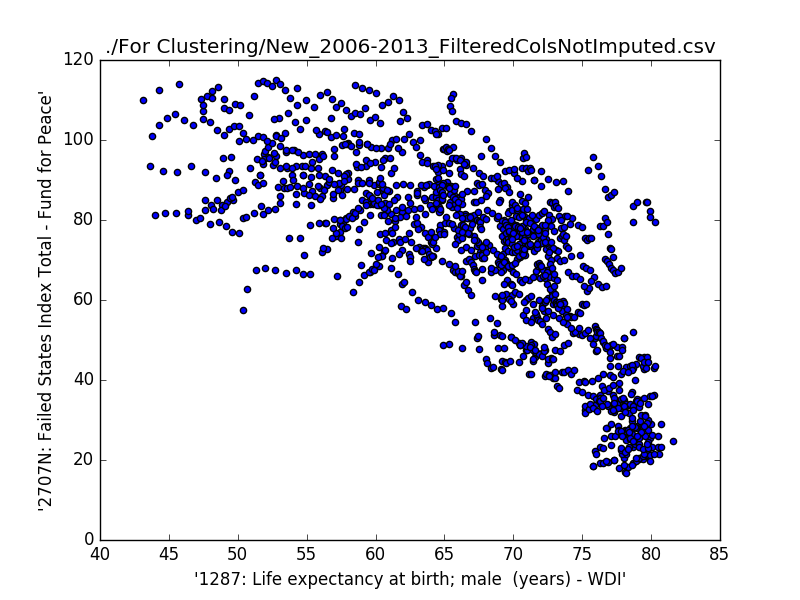 ./For Clustering/New_2006-2013_FilteredColsNotImputed.csv
'2707N: Failed States Index Total - Fund for Peace'
120
100
80
60
40
20
0
40 45 50 55 60 65 70 75 80 85
'1287: Life expectancy at birth; male  (years) - WDI'